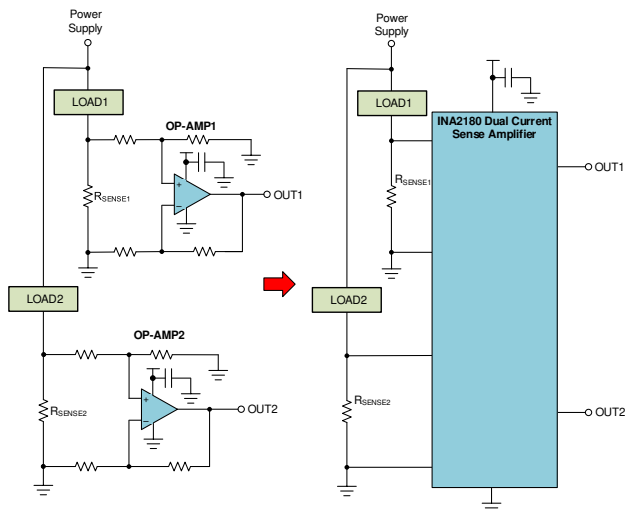 Power
Supply
LOAD1
OP-AMP1
RSENSE1
OUT1
LOAD2
OP-AMP2
RSENSE2
OUT2
Power
Supply
LOAD1
INA2180 Dual Current
Sense Amplifier
RSENSE1
OUT1
LOAD2
RSENSE2
OUT2